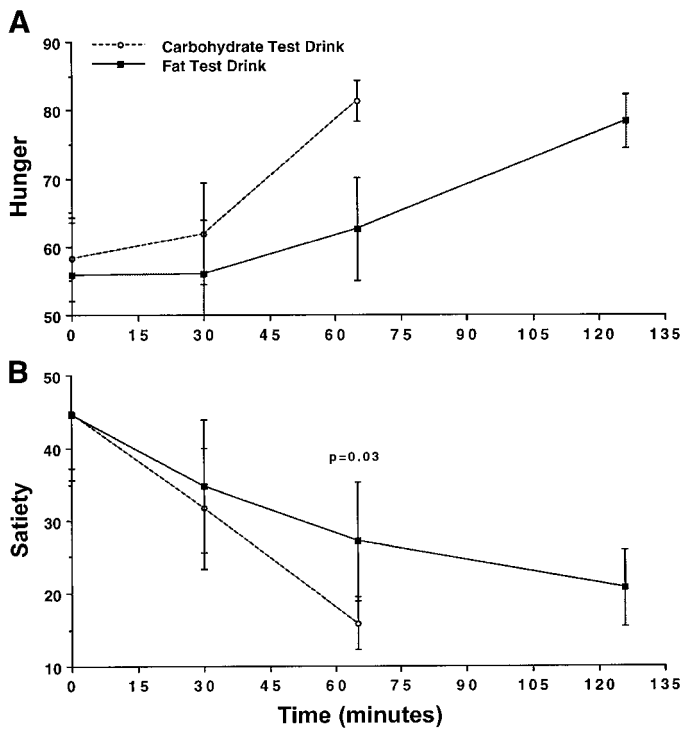 A
90
80
70
60
50
Hunger
Carbohydrate Test Drink
Fat Test Drink
0 15 30 45 60 75 90 105 120 135
B
50
40
30
20
10
Satiety
p=0.03
0 15 30 45 60 75 90 105 120 135
Time (minutes)